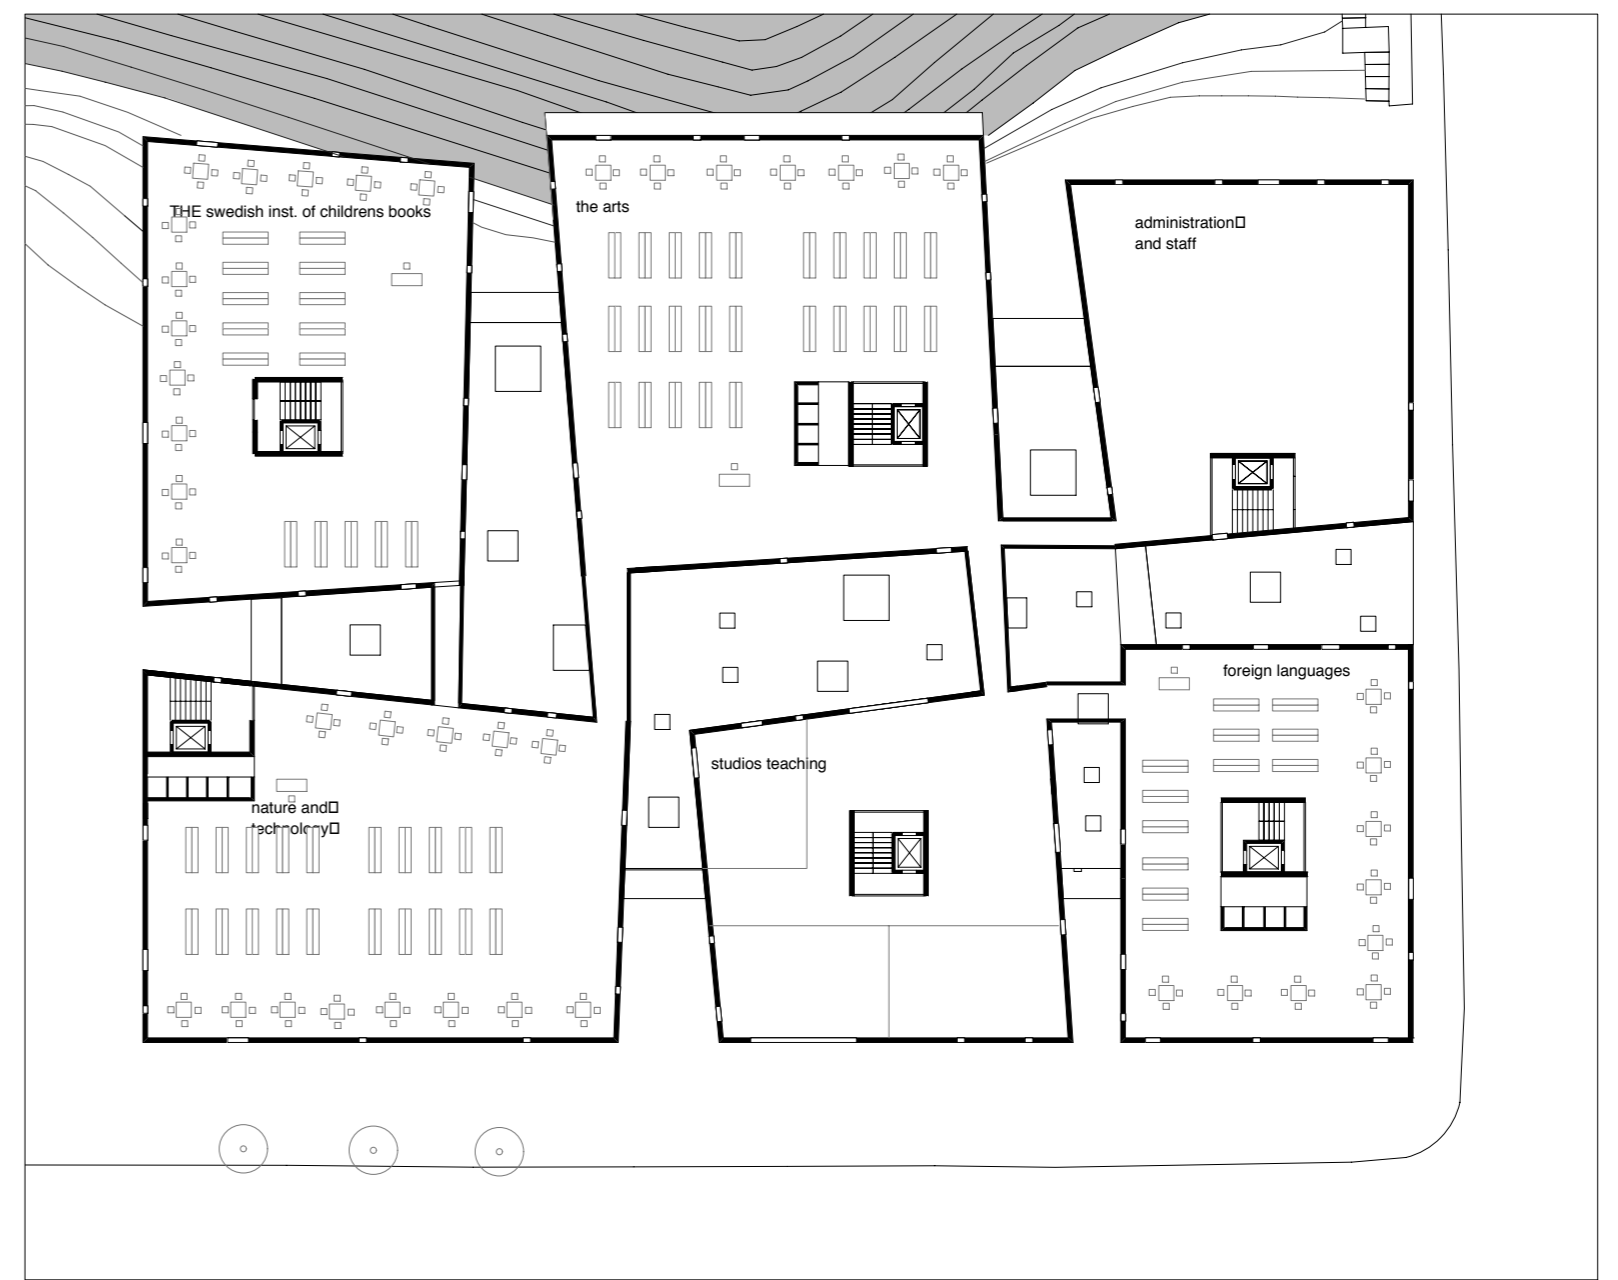 THE swedish inst. of childrens books
the arts
administration
and staff
foreign languages
studios teaching
nature and
technology